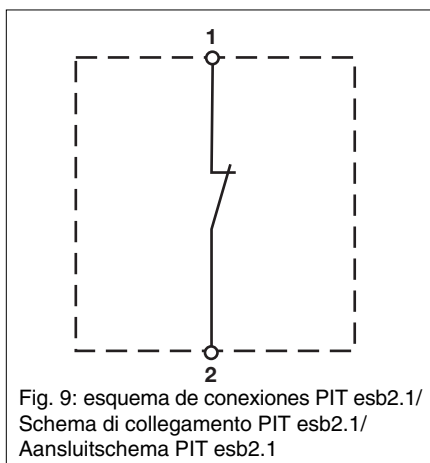 1
2
Fig. 9: esquema de conexiones PIT esb2.1/
Schema di collegamento PIT esb2.1/
Aansluitschema PIT esb2.1